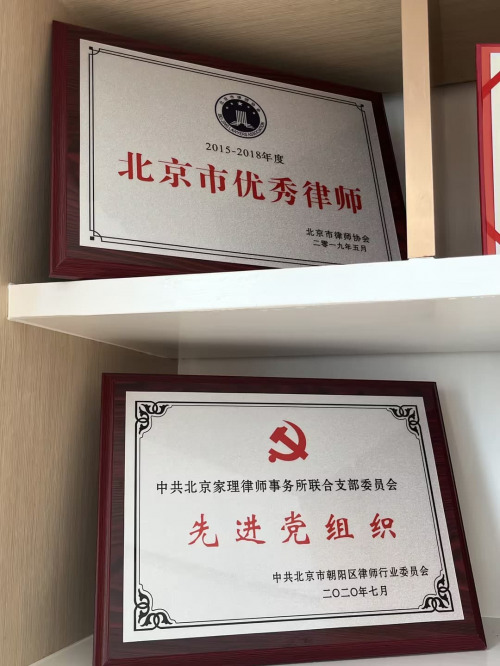 2015-2018年度
北京市优秀律师
北京市律师协会
二零一九年五月
中共北京家理律师事务所联合支部委员会
先进党组织
中共北京市朝阳区律师行业委员会
二〇二〇年七月